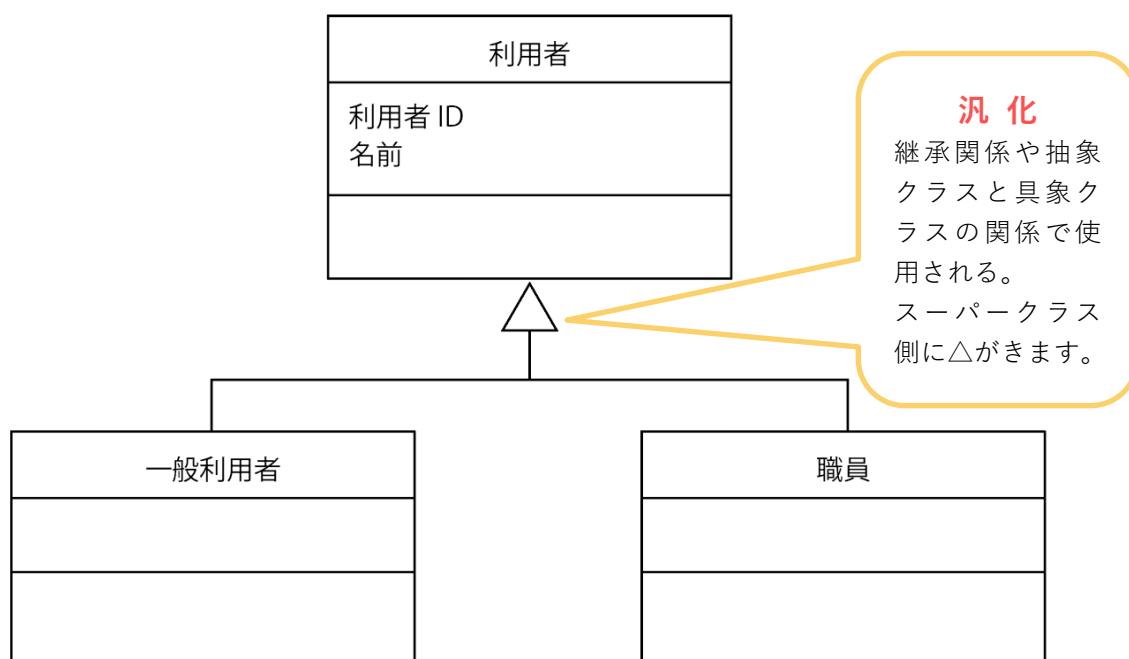 利用者
利用者 ID
名前
汎 化
継承関係や抽象
クラスと具象ク
ラスの関係で使
用される。
スーパークラス
側に△がきます。
一般利用者
職員